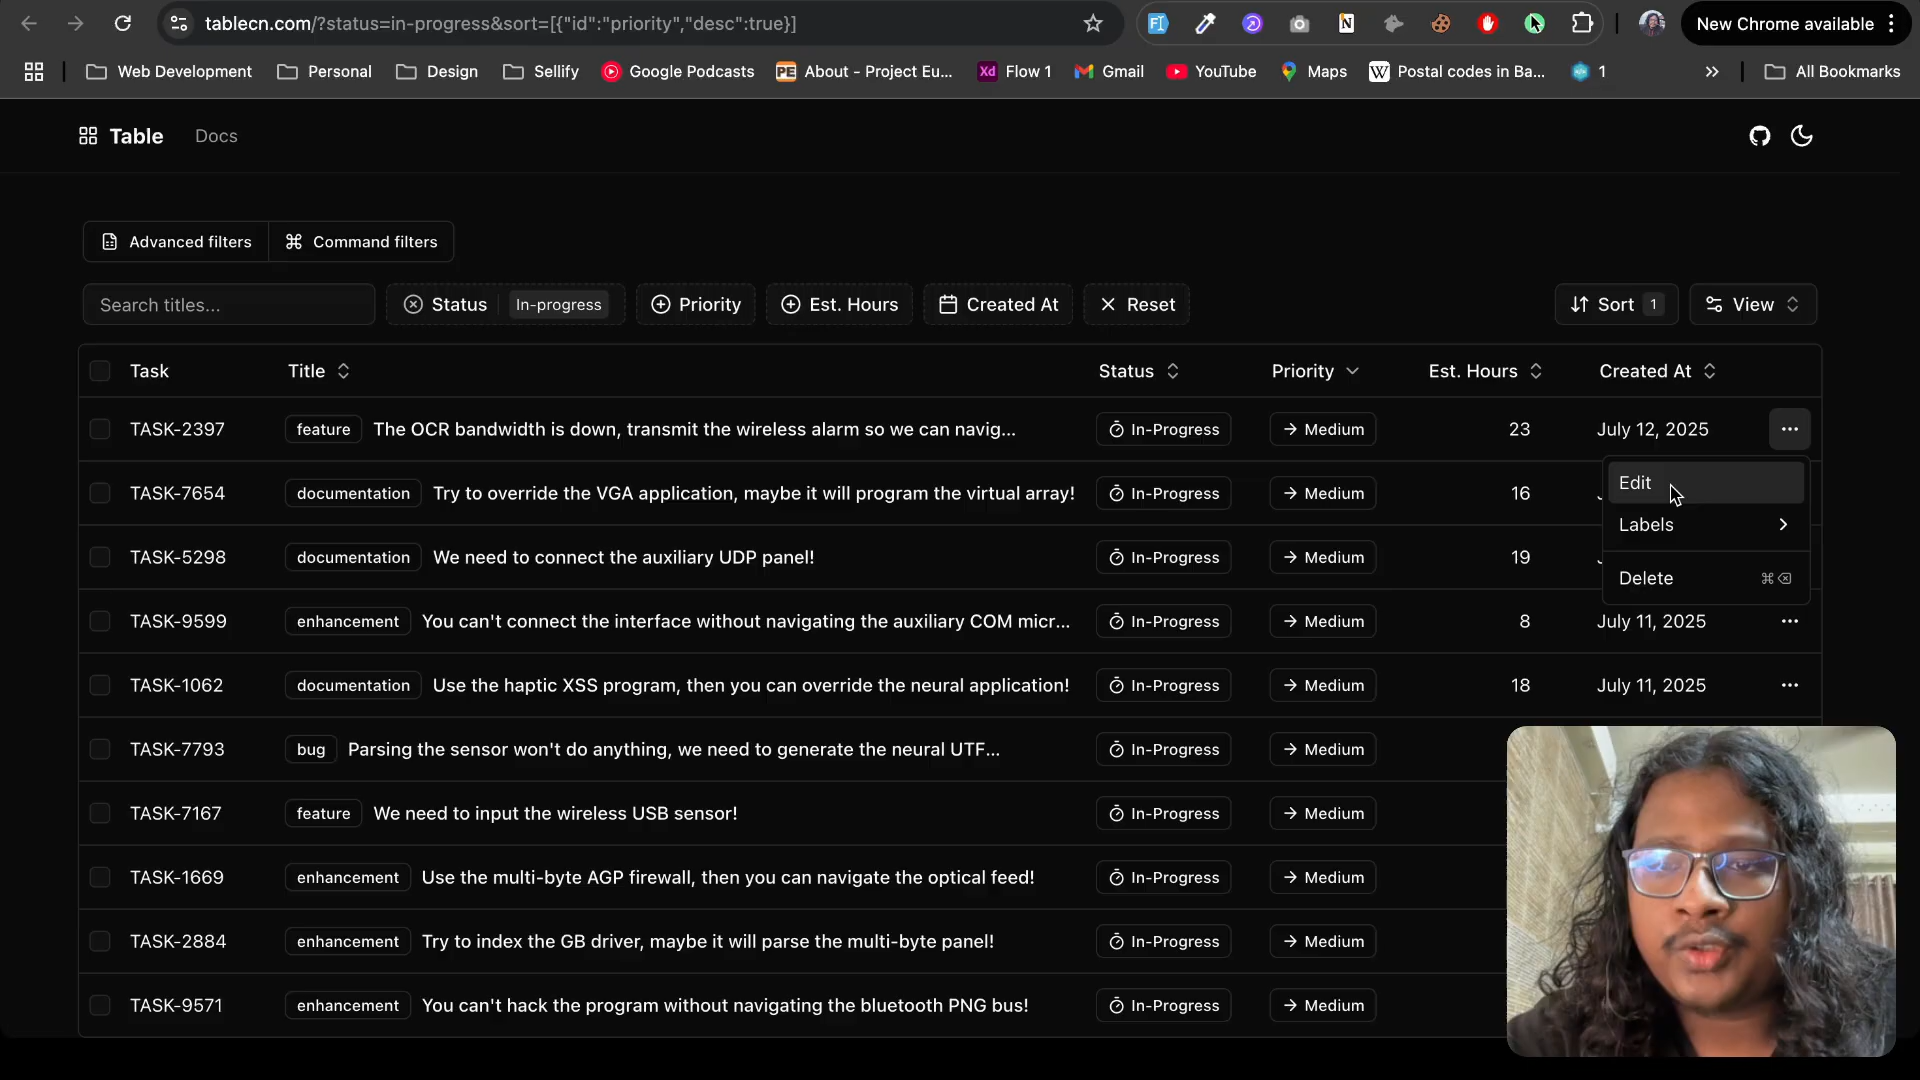 tablecn.com/?status=in-progress&sort=[{"id":"priority","desc":true}]
New Chrome available
Web Development
Personal
Design
Sellify
Google Podcasts
PE
About - Project Eu...
Xd
Flow 1
Gmail
YouTube
Maps
W
Postal codes in Ba...
1
All Bookmarks
Table
Docs
Advanced filters
Command filters
Search titles...
Status
In-progress
Priority
Est. Hours
Created At
Reset
Sort 1
View
Task Title Status Priority Est. Hours Created At
TASK-2397 feature The OCR bandwidth is down, transmit the wireless alarm so we can navig... In-Progress Medium 23 July 12, 2025
Edit
TASK-7654 documentation Try to override the VGA application, maybe it will program the virtual array! In-Progress Medium 16
Labels
TASK-5298 documentation We need to connect the auxiliary UDP panel! In-Progress Medium 19
Delete ⌘⌫
TASK-9599 enhancement You can't connect the interface without navigating the auxiliary COM micr... In-Progress Medium 8 July 11, 2025
TASK-1062 documentation Use the haptic XSS program, then you can override the neural application! In-Progress Medium 18 July 11, 2025
TASK-7793 bug Parsing the sensor won't do anything, we need to generate the neural UTF... In-Progress Medium
TASK-7167 feature We need to input the wireless USB sensor! In-Progress Medium
TASK-1669 enhancement Use the multi-byte AGP firewall, then you can navigate the optical feed! In-Progress Medium
TASK-2884 enhancement Try to index the GB driver, maybe it will parse the multi-byte panel! In-Progress Medium
TASK-9571 enhancement You can't hack the program without navigating the bluetooth PNG bus! In-Progress Medium